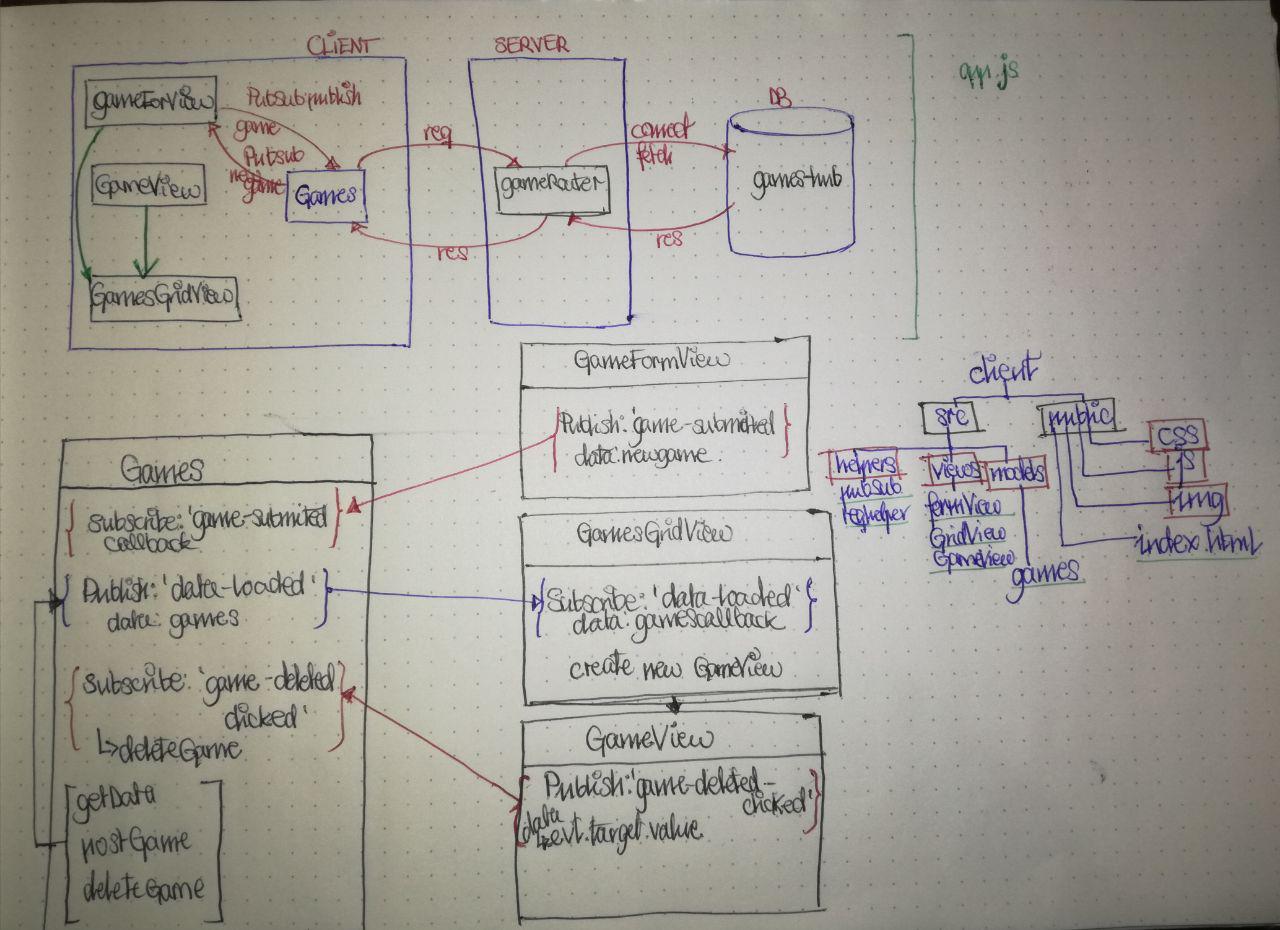 CLIENT
SERVER
app.js
gameForView
Pubsub:publish
game
DB
req
connect
fetch
Pubsub
game
GameView
Games
gameRouter
games-hub
res
res
GamesGridView
GameFormView
Publish: 'game-submitted
data: newgame
client
src
public
css
js
img
index.html
helpers
pubsub
reqhelper
views
formView
GridView
GameView
models
games
Games
Subscribe: 'game-submited
callback
Publish: 'data-loaded'
data: games
Subscribe: 'game-deleted
clicked'
↳deleteGame
getData
postGame
deleteGame
GamesGridView
Subscribe: 'data-loaded'
data: gamescallback
create new GameView
GameView
Publish: 'game-deleted-
clicked'
data
↳evt.target.value